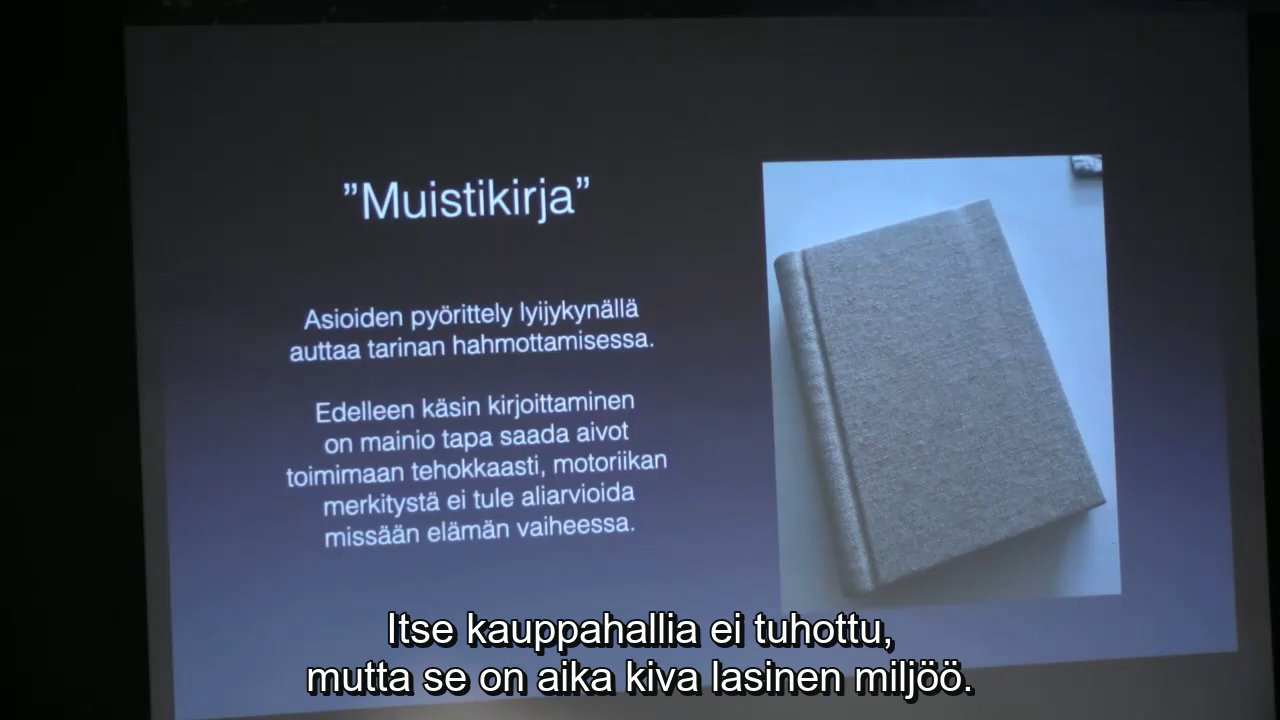 ”Muistikirja”
Asioiden pyörittely lyijykynällä
auttaa tarinan hahmottamisessa.
Edelleen käsin kirjoittaminen
on mainio tapa saada aivot
toimimaan tehokkaasti, motoriikan
merkitystä ei tule aliarvioida
missään elämän vaiheessa.
Itse kauppahallia ei tuhottu,
mutta se on aika kiva lasinen miljöö.